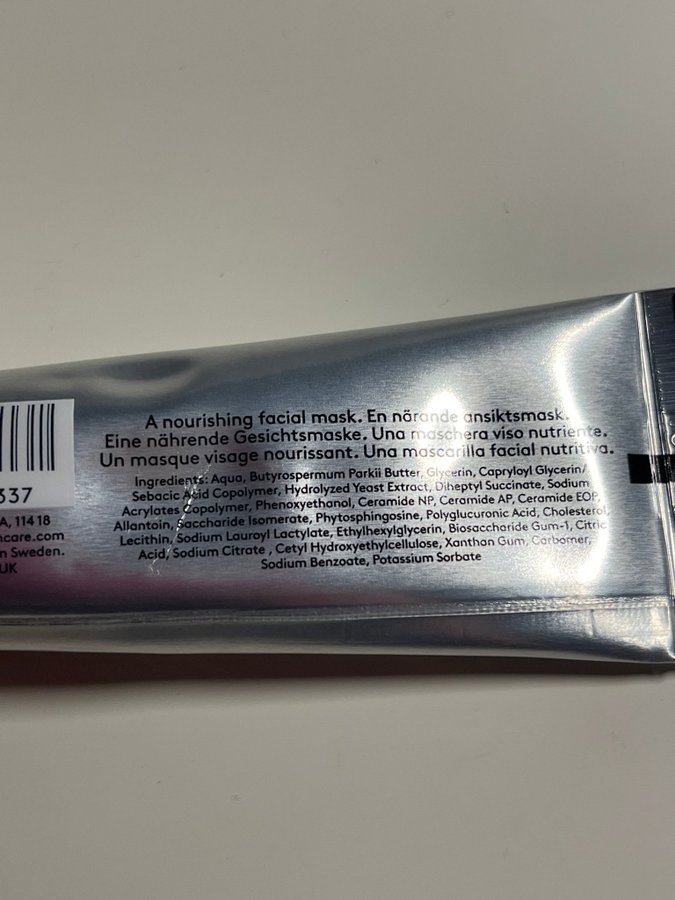 A nourishing facial mask. En närande ansiktsmask.
Eine nährende Gesichtsmaske. Una maschera viso nutriente.
Un masque visage nourissant. Una mascarilla facial nutritiva.
Ingredients: Aqua, Butyrospermum Parkii Butter, Glycerin, Capryloyl Glycerin/
Sebacic Acid Copolymer, Hydrolyzed Yeast Extract, Diheptyl Succinate, Sodium
Acrylates Copolymer, Phenoxyethanol, Ceramide NP, Ceramide AP, Ceramide EOP,
Allantoin, Saccharide Isomerate, Phytosphingosine, Polyglucuronic Acid, Cholesterol,
Lecithin, Sodium Lauroyl Lactylate, Ethylhexylglycerin, Biosaccharide Gum-1, Citric
Acid, Sodium Citrate , Cetyl Hydroxyethylcellulose, Xanthan Gum, Carbomer,
Sodium Benzoate, Potassium Sorbate
337
A, 114 18
ncare.com
n Sweden.
UK